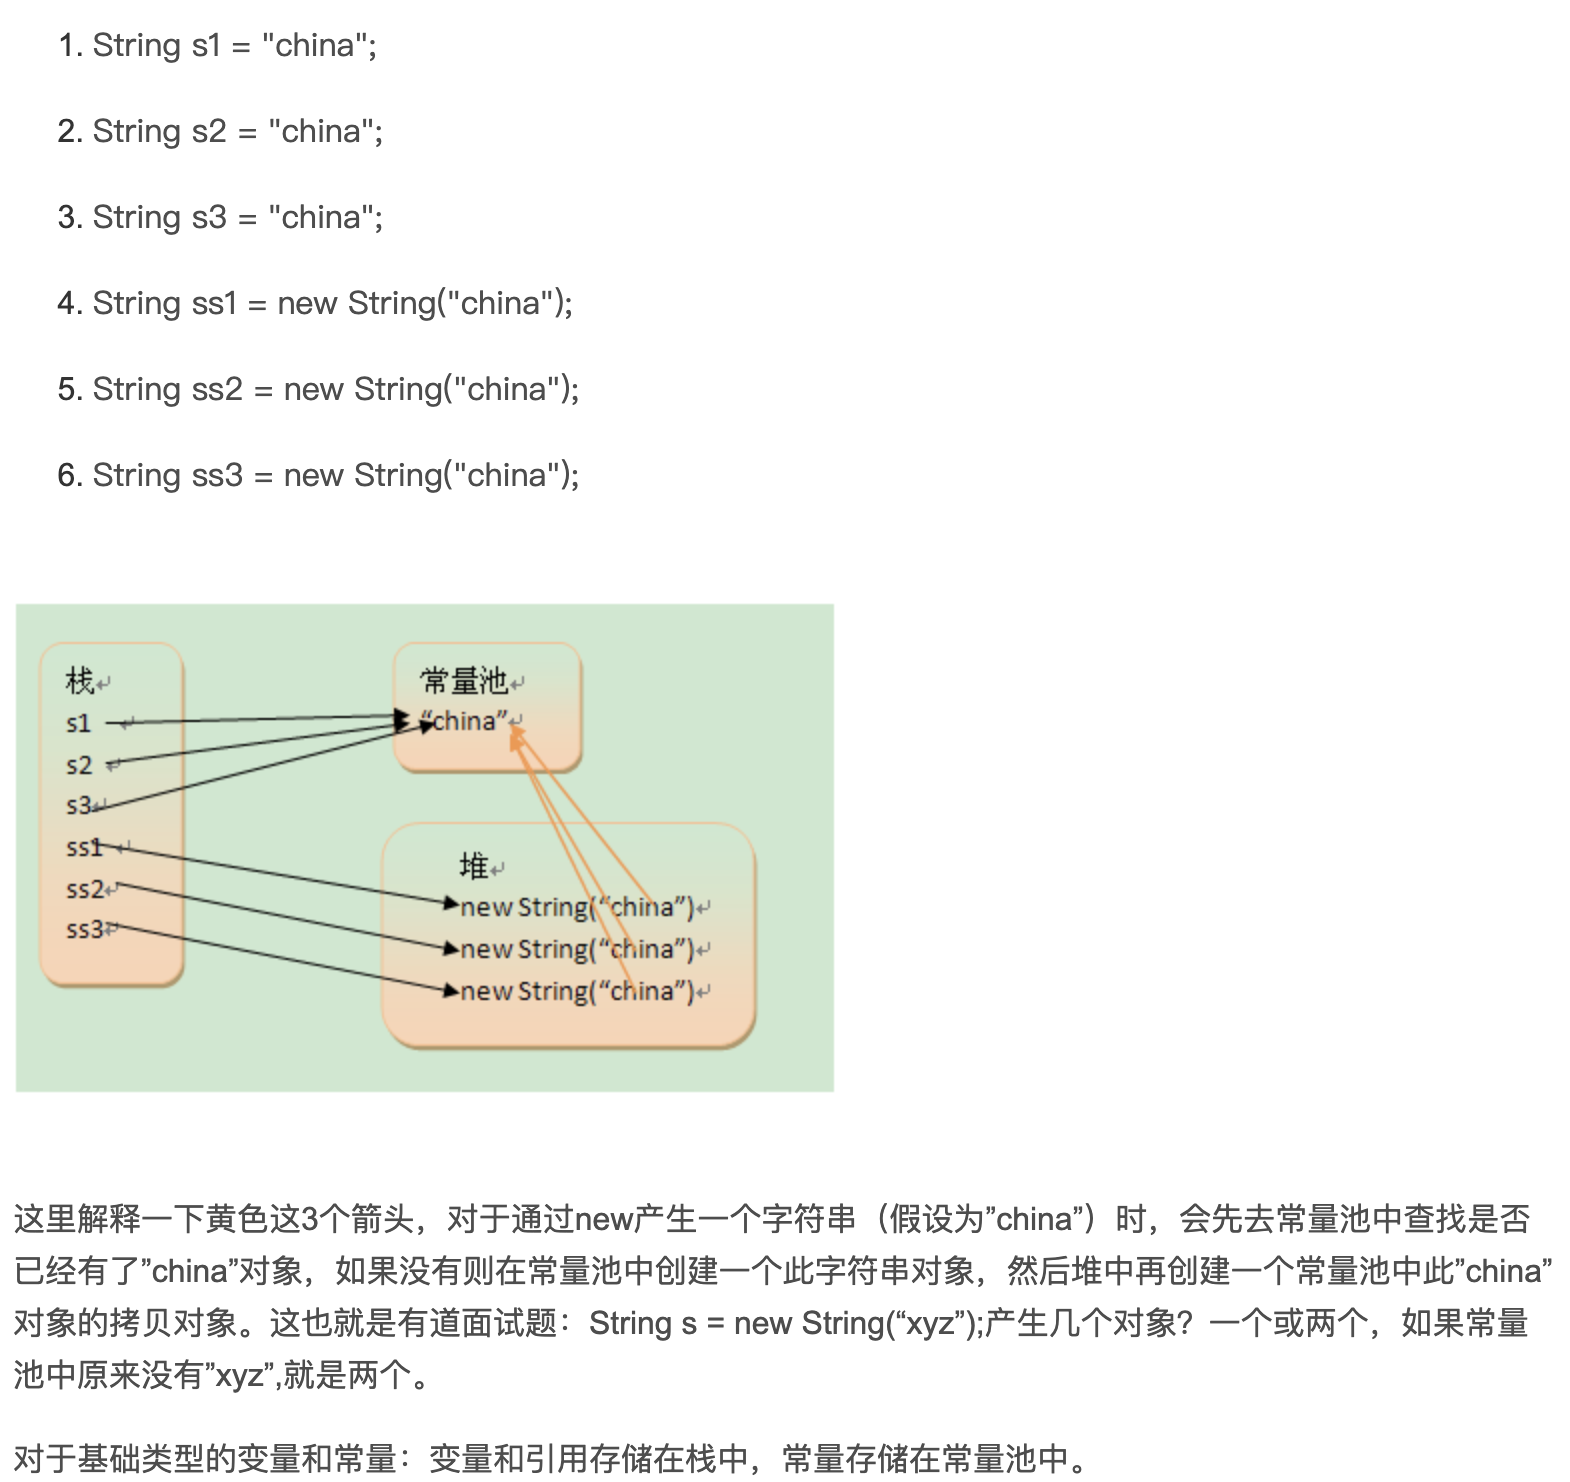 1. String s1 = "china";
2. String s2 = "china";
3. String s3 = "china";
4. String ss1 = new String("china");
5. String ss2 = new String("china");
6. String ss3 = new String("china");
栈↵
s1 ↵
s2 ↵
s3↵
ss1 ↵
ss2↵
ss3↵
常量池↵
“china”↵
堆↵
new String(“china”)↵
new String(“china”)↵
new String(“china”)↵
这里解释一下黄色这3个箭头，对于通过new产生一个字符串（假设为”china”）时，会先去常量池中查找是否
已经有了”china”对象，如果没有则在常量池中创建一个此字符串对象，然后堆中再创建一个常量池中此”china”
对象的拷贝对象。这也就是有道面试题：String s = new String(“xyz”);产生几个对象？一个或两个，如果常量
池中原来没有”xyz”,就是两个。
对于基础类型的变量和常量：变量和引用存储在栈中，常量存储在常量池中。